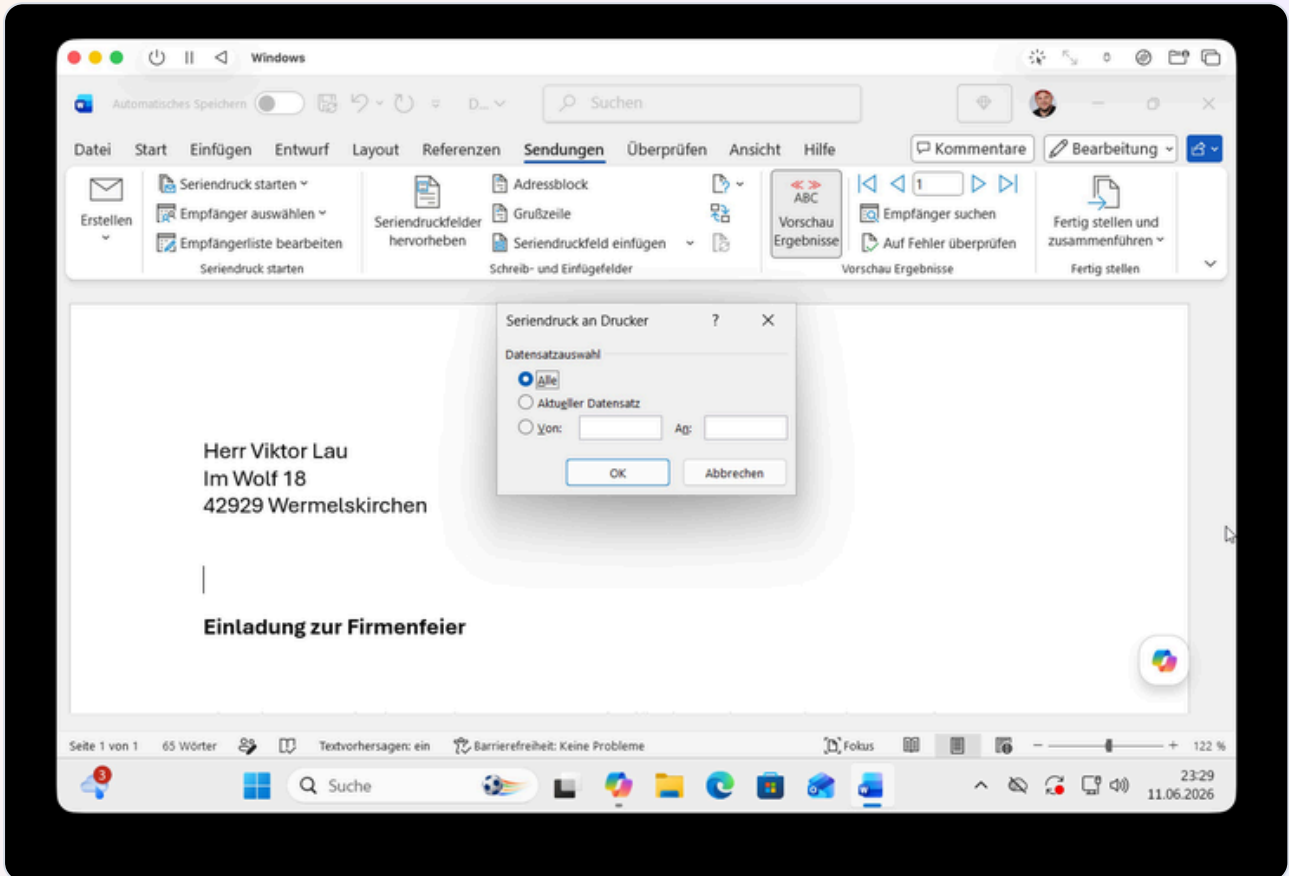 Windows
Automatisches Speichern
D...
Suchen
Datei Start Einfügen Entwurf Layout Referenzen Sendungen Überprüfen Ansicht Hilfe
Kommentare
Bearbeitung
Erstellen
Seriendruck starten
Empfänger auswählen
Empfängerliste bearbeiten
Seriendruck starten
Seriendruckfelder
hervorheben
Adressblock
Grußzeile
Seriendruckfeld einfügen
Schreib- und Einfügefelder
ABC
Vorschau
Ergebnisse
1
Empfänger suchen
Auf Fehler überprüfen
Vorschau Ergebnisse
Fertig stellen und
zusammenführen
Fertig stellen
Seriendruck an Drucker ?
Datensatzauswahl
Alle
Aktueller Datensatz
Von: An:
OK Abbrechen
Herr Viktor Lau
Im Wolf 18
42929 Wermelskirchen
Einladung zur Firmenfeier
Seite 1 von 1 65 Wörter Textvorhersagen: ein Barrierefreiheit: Keine Probleme Fokus 122 %
3
Suche
23:29
11.06.2026